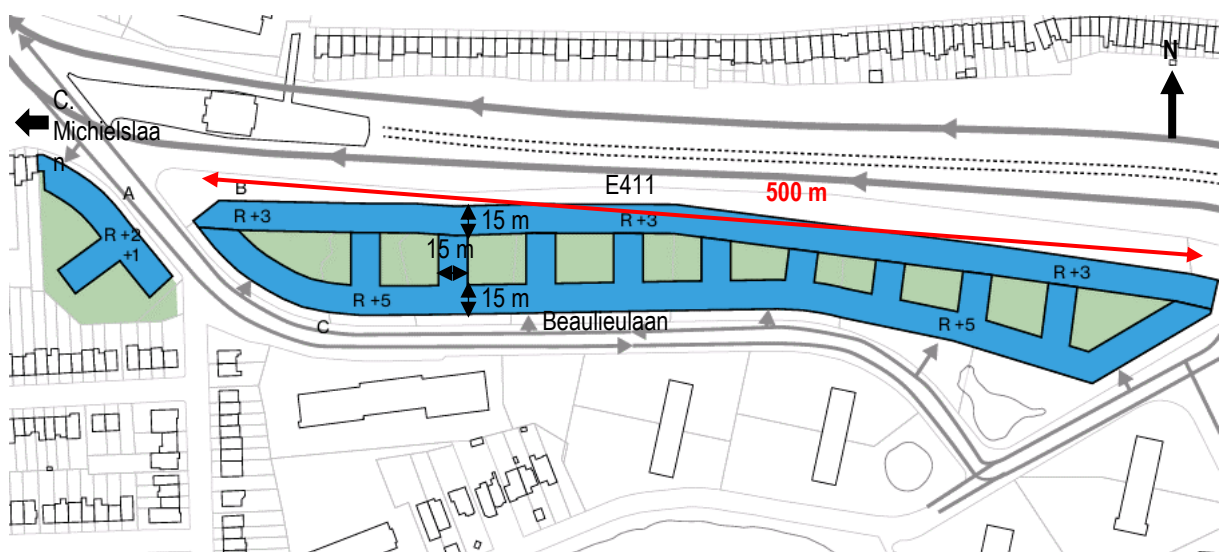 N
C.
Michielslaa
n
A
B
E411
500 m
R +3
15 m
R +3
R +2
+1
15 m
R +3
15 m
R +5
C
Beaulieulaan
R +5